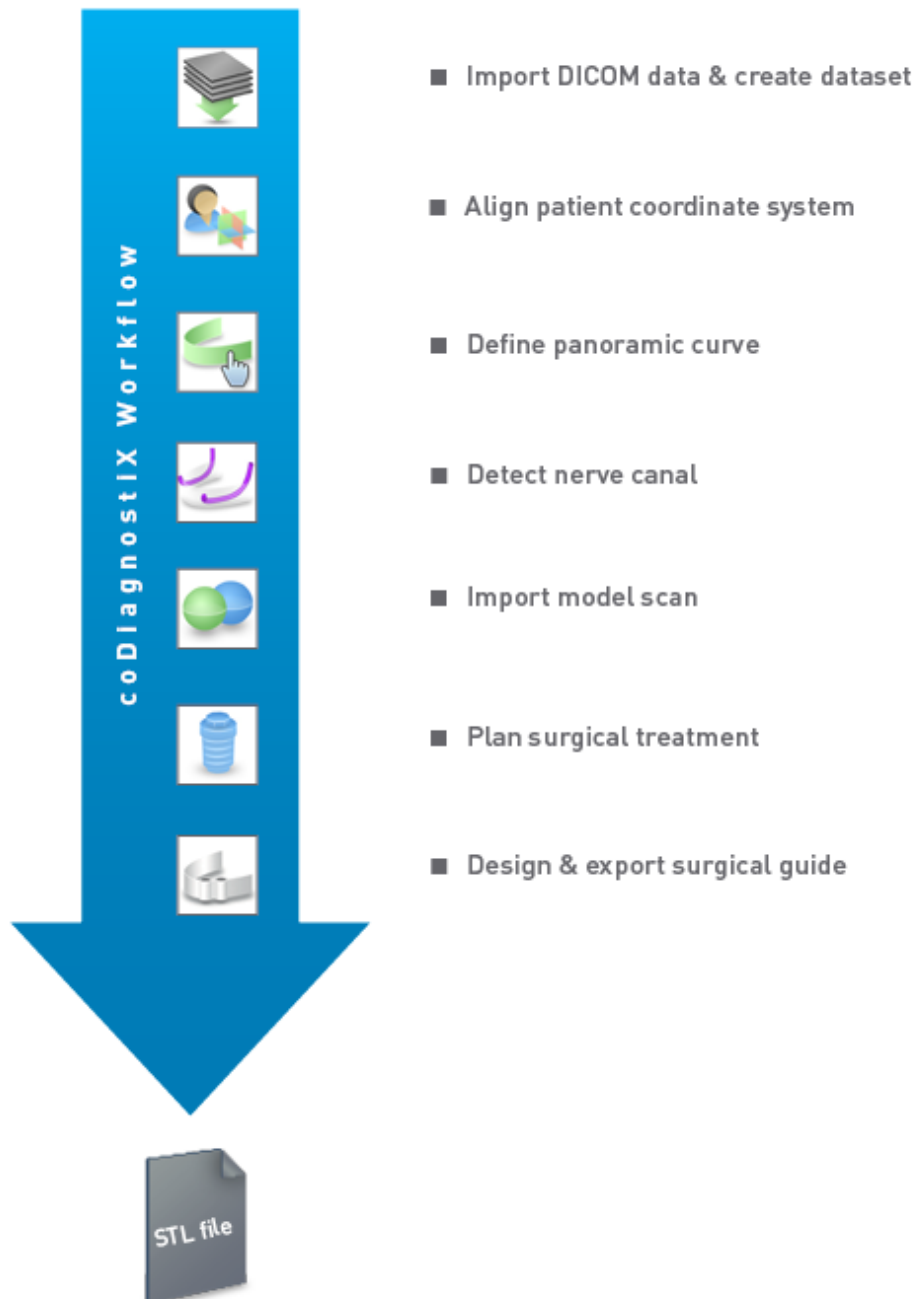 coDiagnostiX Workflow
■ Import DICOM data & create dataset
■ Align patient coordinate system
■ Define panoramic curve
■ Detect nerve canal
■ Import model scan
■ Plan surgical treatment
■ Design & export surgical guide
STL file